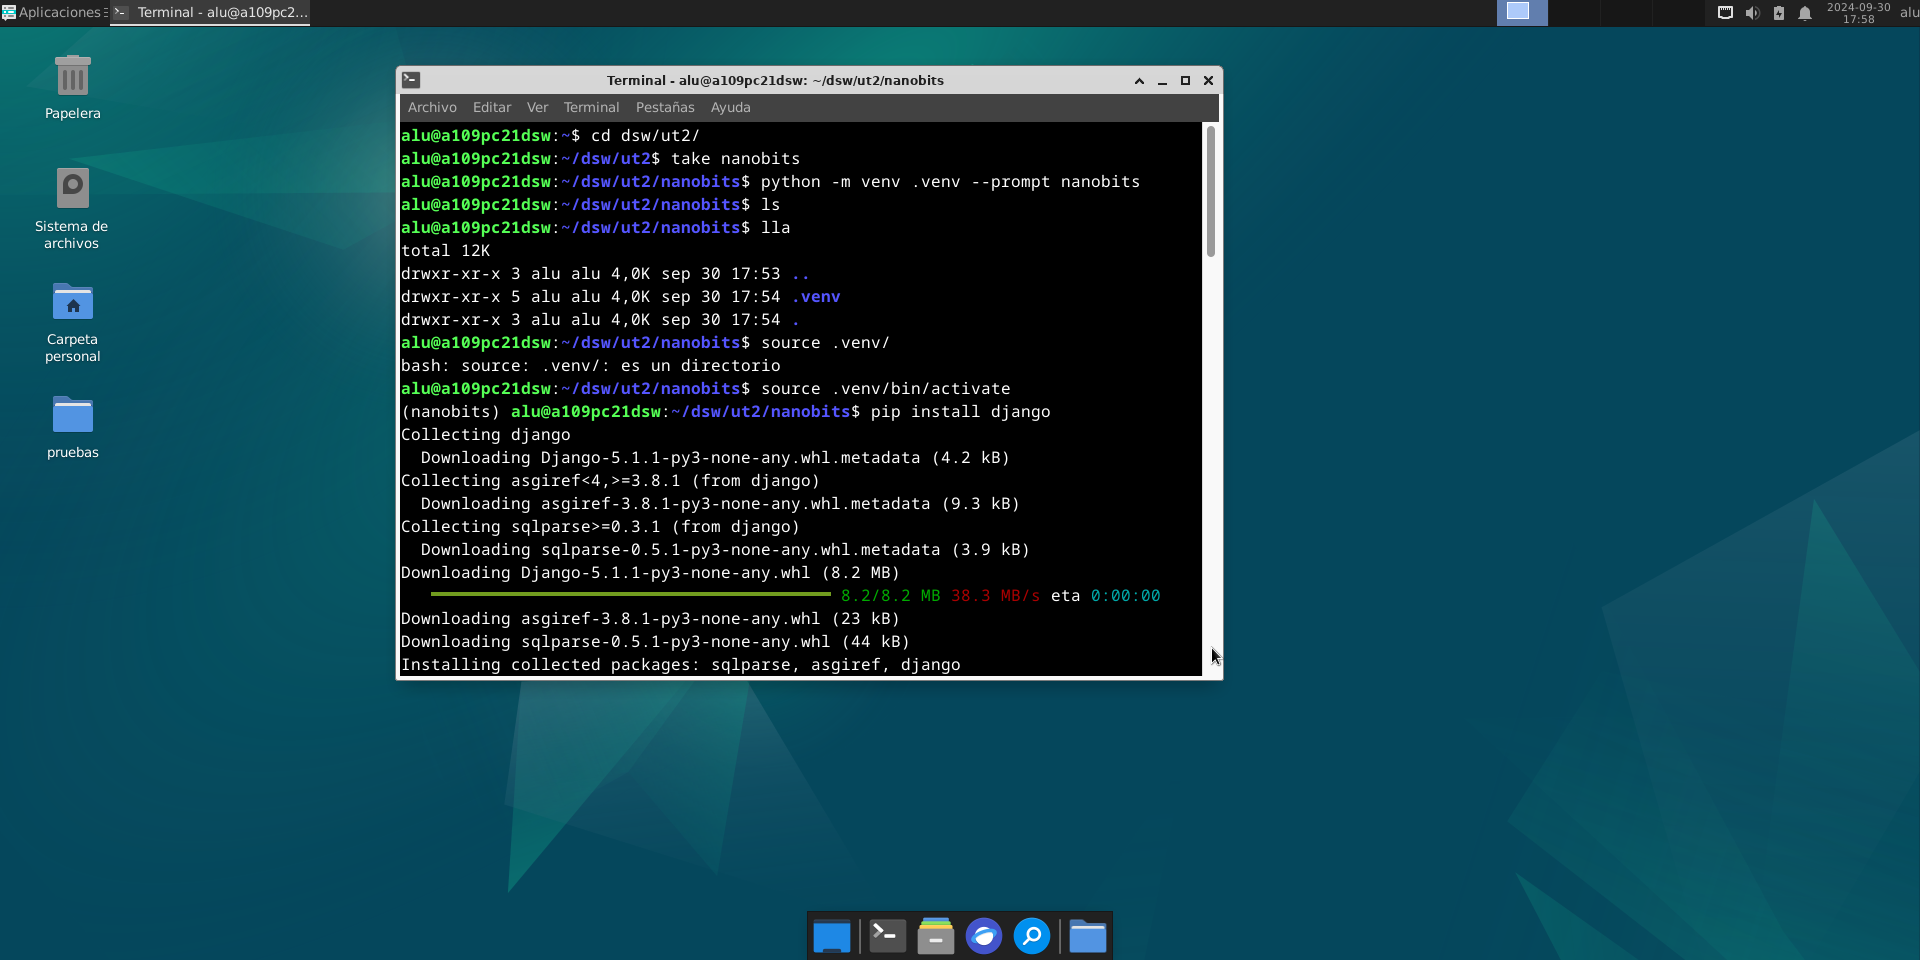 Aplicaciones
Terminal - alu@a109pc2...
2024-09-30
17:58
alu
Papelera
Sistema de
archivos
Carpeta
personal
pruebas
Terminal - alu@a109pc21dsw: ~/dsw/ut2/nanobits
Archivo Editar Ver Terminal Pestañas Ayuda
alu@a109pc21dsw:~$ cd dsw/ut2/
alu@a109pc21dsw:~/dsw/ut2$ take nanobits
alu@a109pc21dsw:~/dsw/ut2/nanobits$ python -m venv .venv --prompt nanobits
alu@a109pc21dsw:~/dsw/ut2/nanobits$ ls
alu@a109pc21dsw:~/dsw/ut2/nanobits$ lla
total 12K
drwxr-xr-x 3 alu alu 4,0K sep 30 17:53 ..
drwxr-xr-x 5 alu alu 4,0K sep 30 17:54 .venv
drwxr-xr-x 3 alu alu 4,0K sep 30 17:54 .
alu@a109pc21dsw:~/dsw/ut2/nanobits$ source .venv/
bash: source: .venv/: es un directorio
alu@a109pc21dsw:~/dsw/ut2/nanobits$ source .venv/bin/activate
(nanobits) alu@a109pc21dsw:~/dsw/ut2/nanobits$ pip install django
Collecting django
  Downloading Django-5.1.1-py3-none-any.whl.metadata (4.2 kB)
Collecting asgiref<4,>=3.8.1 (from django)
  Downloading asgiref-3.8.1-py3-none-any.whl.metadata (9.3 kB)
Collecting sqlparse>=0.3.1 (from django)
  Downloading sqlparse-0.5.1-py3-none-any.whl.metadata (3.9 kB)
Downloading Django-5.1.1-py3-none-any.whl (8.2 MB)
8.2/8.2 MB 38.3 MB/s eta 0:00:00
Downloading asgiref-3.8.1-py3-none-any.whl (23 kB)
Downloading sqlparse-0.5.1-py3-none-any.whl (44 kB)
Installing collected packages: sqlparse, asgiref, django